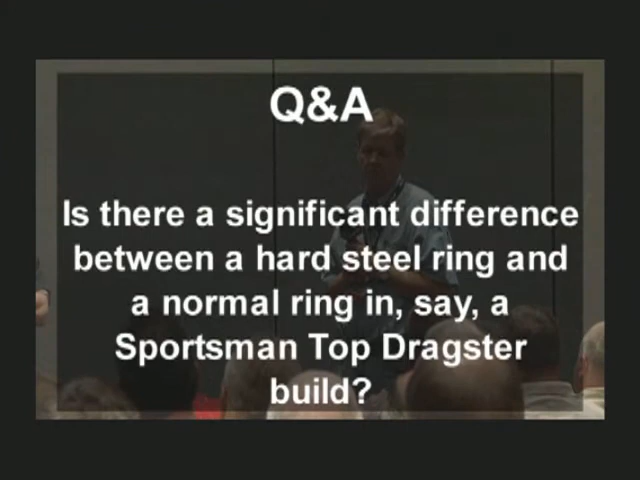 Q&A
Is there a significant difference
between a hard steel ring and
a normal ring in, say, a
Sportsman Top Dragster
build?